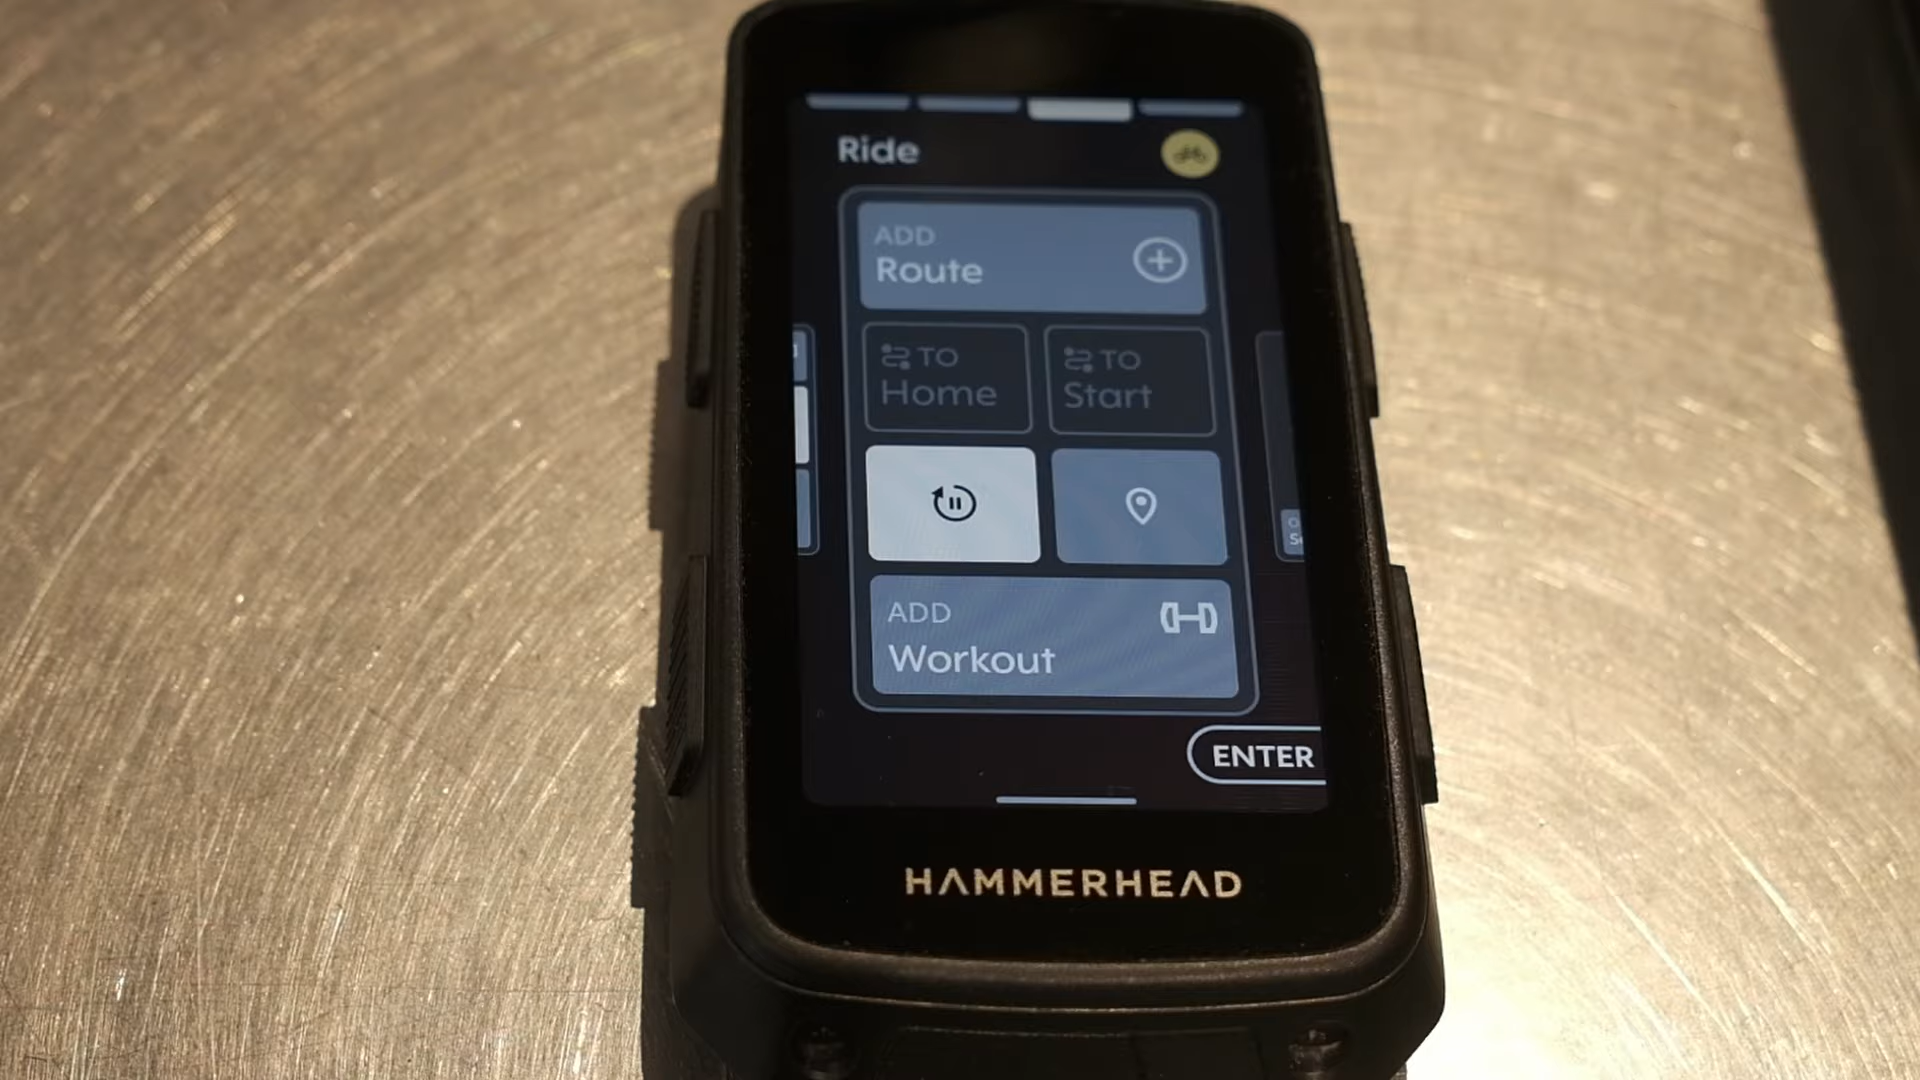 Ride
ADD
Route
TO
Home
TO
Start
ADD
Workout
ENTER
HAMMERHEAD